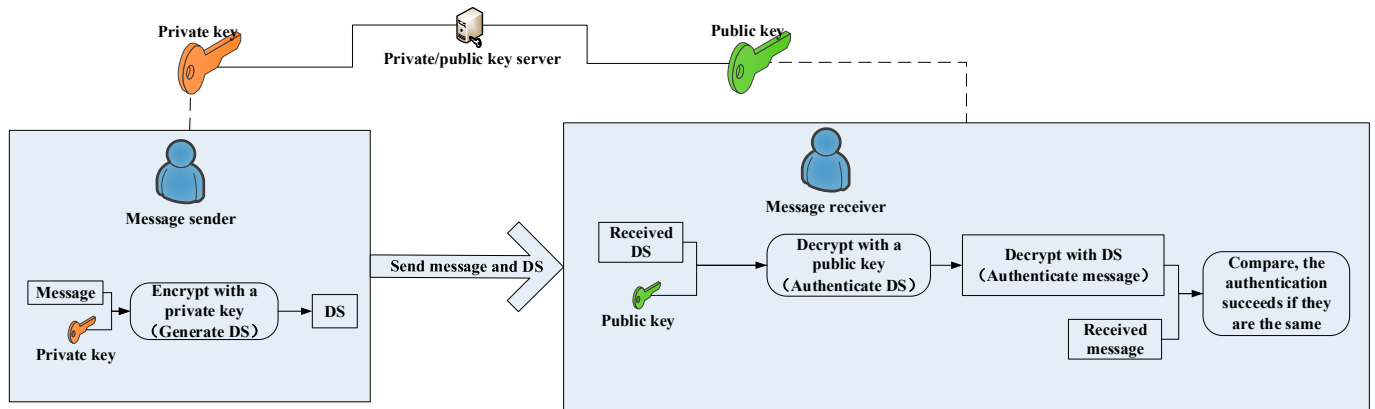 Private key
Private/public key server
Public key
Message sender
Message
Private key
Encrypt with a
private key
（Generate DS）
DS
Send message and DS
Message receiver
Received
DS
Public key
Decrypt with a
public key
（Authenticate DS）
Decrypt with DS
（Authenticate message）
Received
message
Compare, the
authentication
succeeds if they
are the same